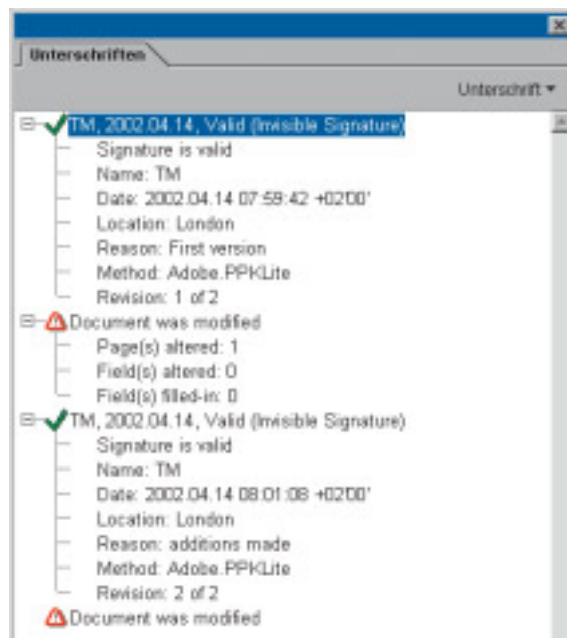 Unterschriften
Unterschrift
TM, 2002.04.14, Valid (Invisible Signature)
Signature is valid
Name: TM
Date: 2002.04.14 07:59:42 +02'00'
Location: London
Reason: First version
Method: Adobe.PPKLite
Revision: 1 of 2
Document was modified
Page(s) altered: 1
Field(s) altered: 0
Field(s) filled-in: 0
TM, 2002.04.14, Valid (Invisible Signature)
Signature is valid
Name: TM
Date: 2002.04.14 08:01:08 +02'00'
Location: London
Reason: additions made
Method: Adobe.PPKLite
Revision: 2 of 2
Document was modified